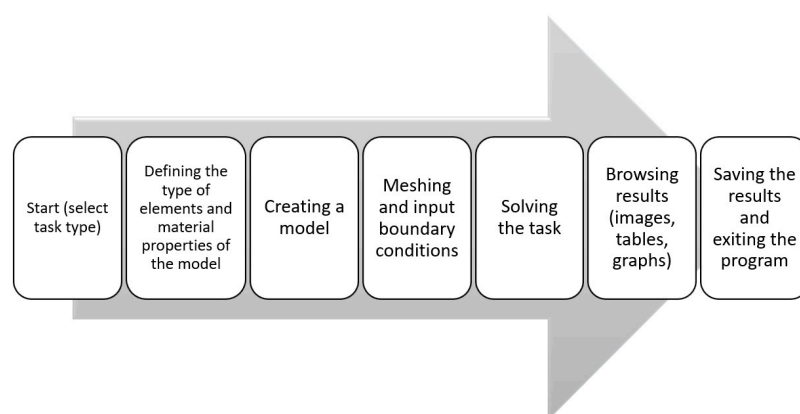 Start (select
task type)
Defining the
type of
elements and
material
properties of
the model
Creating a
model
Meshing
and input
boundary
conditions
Solving
the task
Browsing
results
(images,
tables,
graphs)
Saving the
results
and
exiting the
program